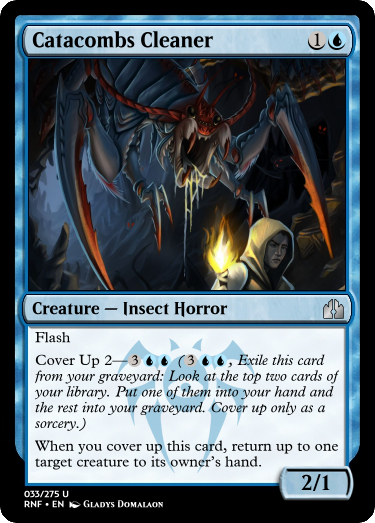 Catacombs Cleaner 1
Creature — Insect Horror
Flash
Cover Up 2—3 (3, Exile this card
from your graveyard: Look at the top two cards of
your library. Put one of them into your hand and
the rest into your graveyard. Cover up only as a
sorcery.)
When you cover up this card, return up to one
target creature to its owner's hand.
2/1
033/275 U
RNF • EN Gladys Domalaon